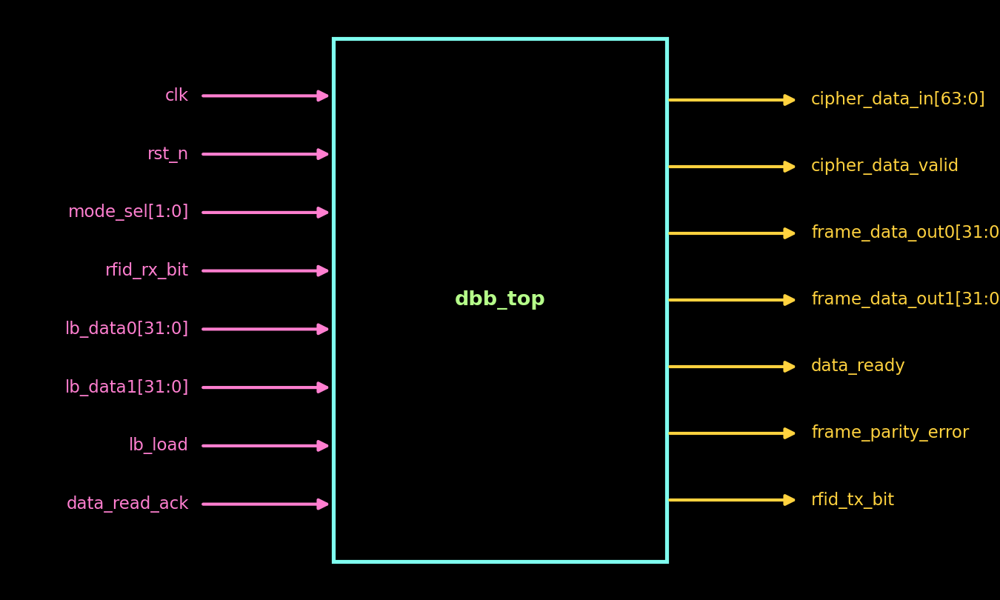 clk
rst_n
mode_sel[1:0]
rfid_rx_bit
lb_data0[31:0]
lb_data1[31:0]
lb_load
data_read_ack
dbb_top
cipher_data_in[63:0]
cipher_data_valid
frame_data_out0[31:0
frame_data_out1[31:0
data_ready
frame_parity_error
rfid_tx_bit